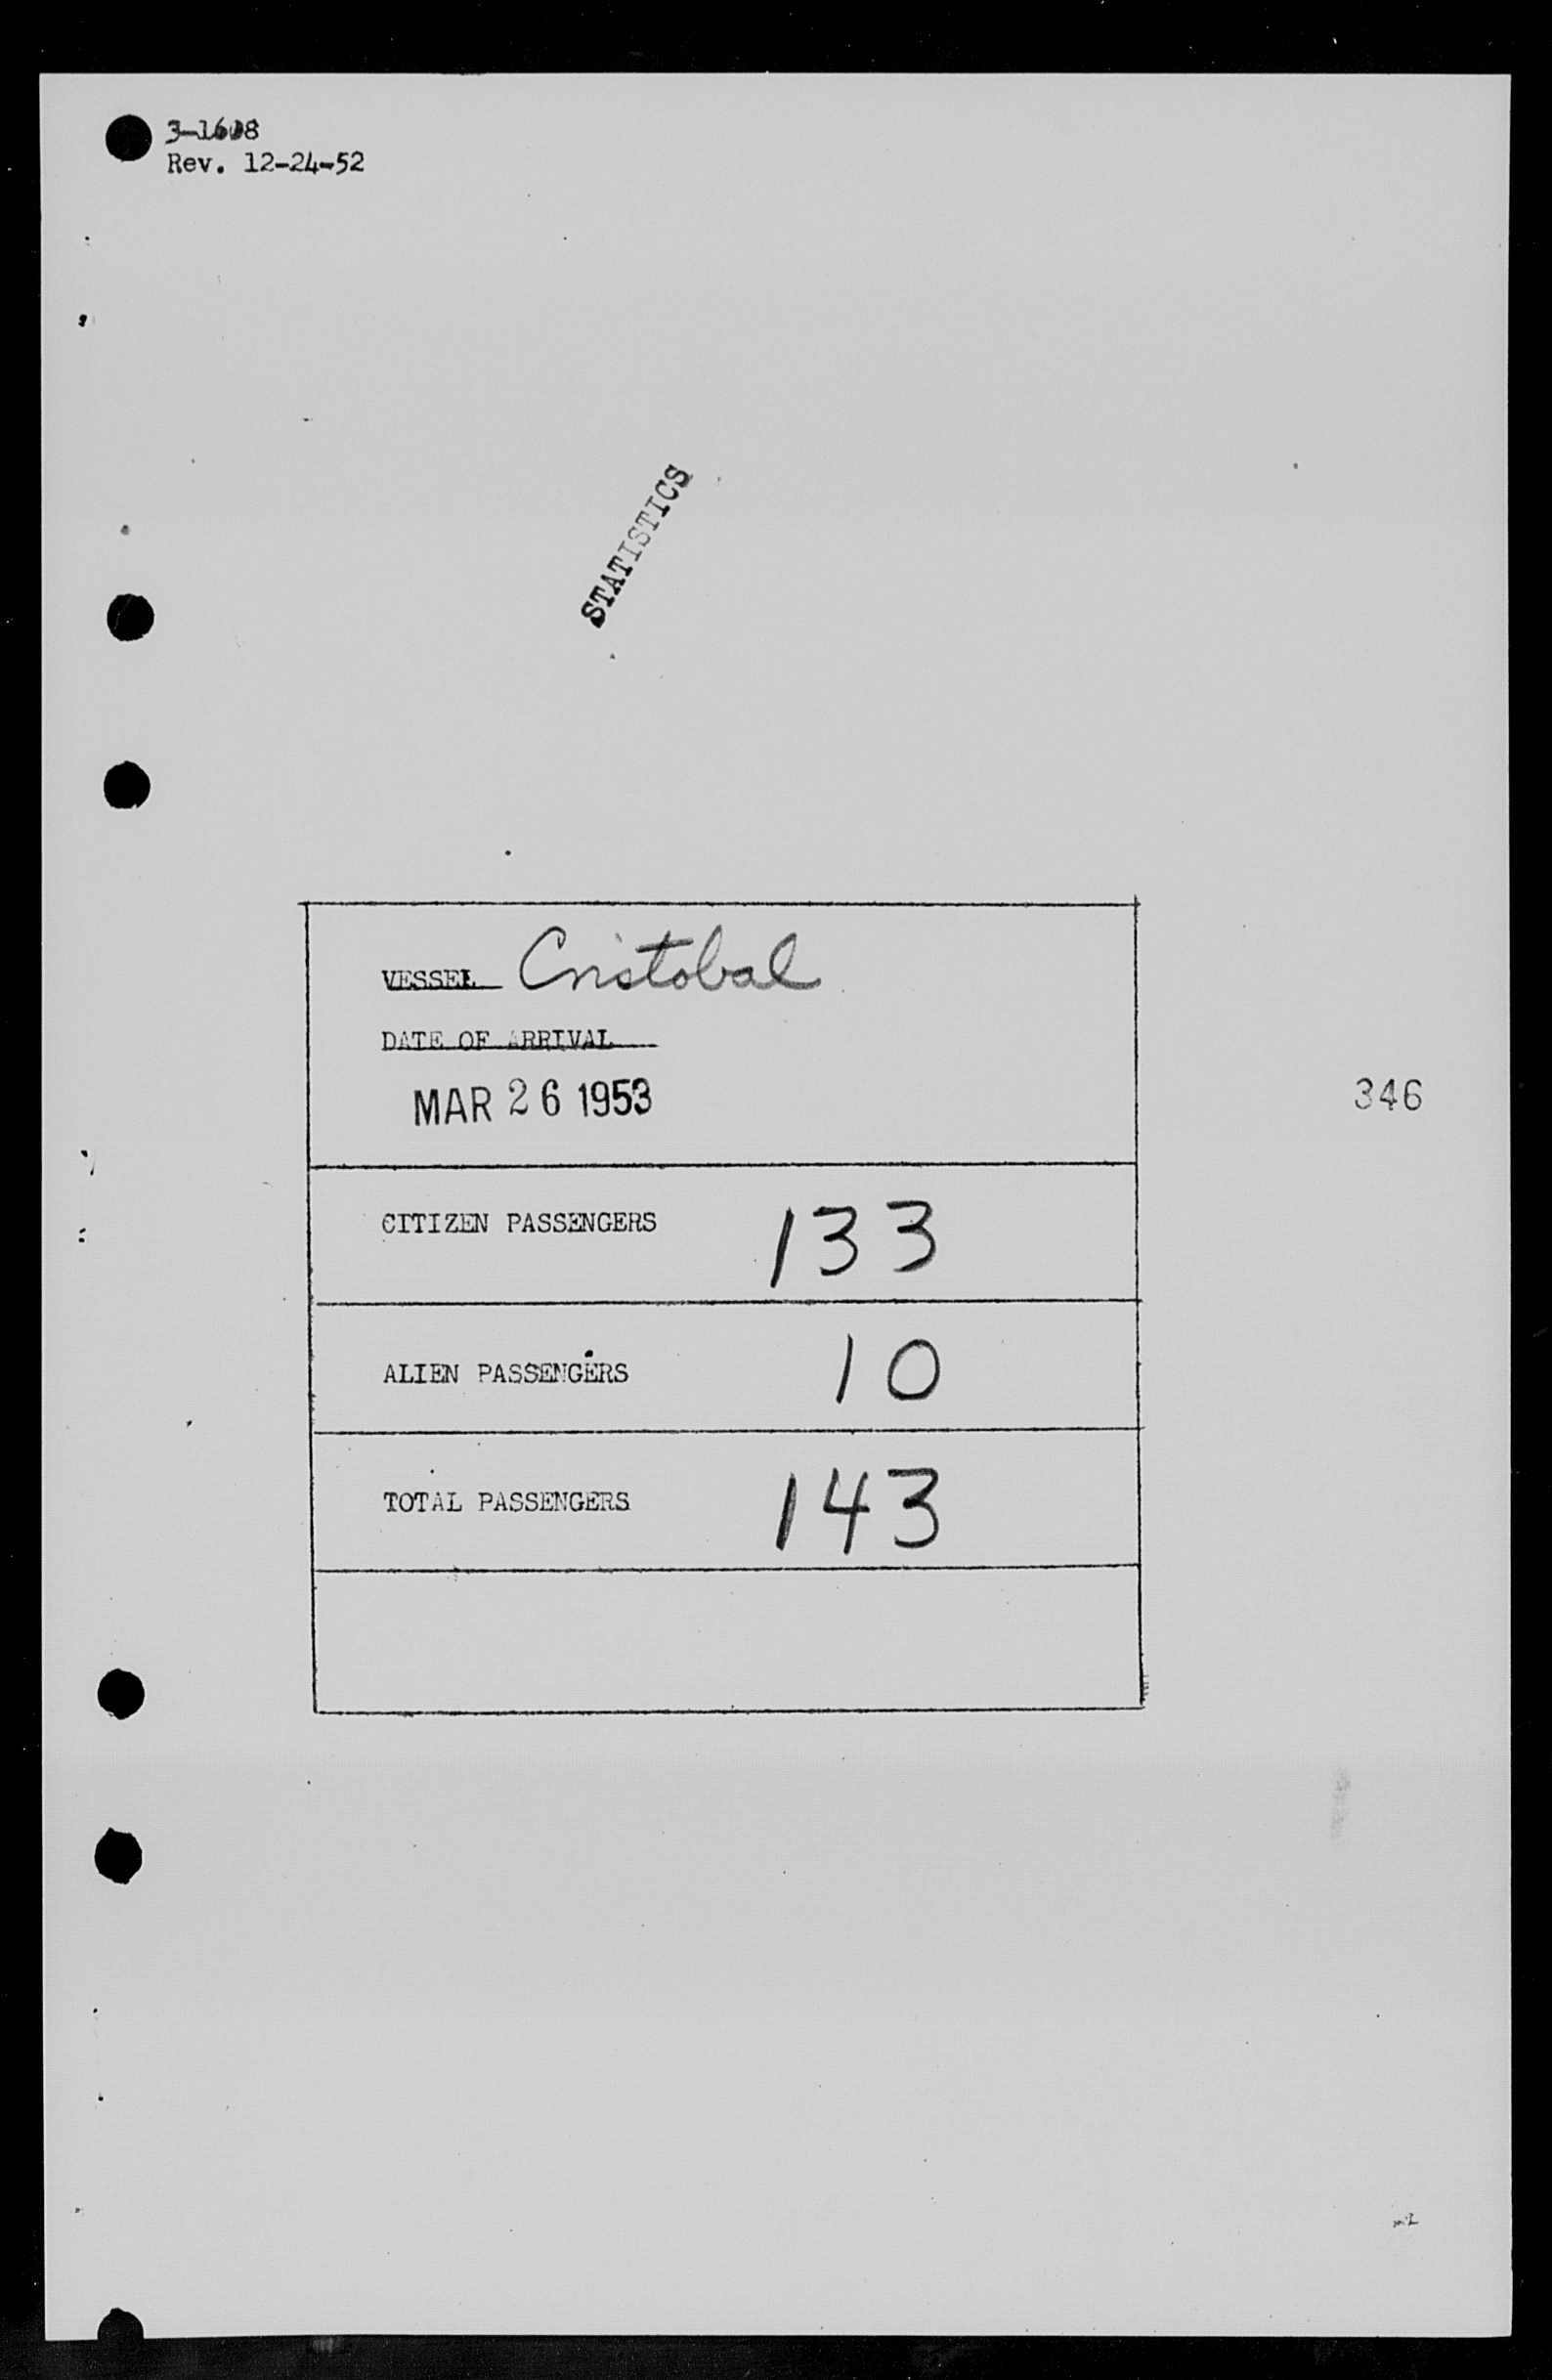 3-1608
Rev. 12-24-52
STATISTICS
VESSEL Cristobal
DATE OF ARRIVAL
MAR 26 1953
346
CITIZEN PASSENGERS 133
ALIEN PASSENGERS 10
TOTAL PASSENGERS 143